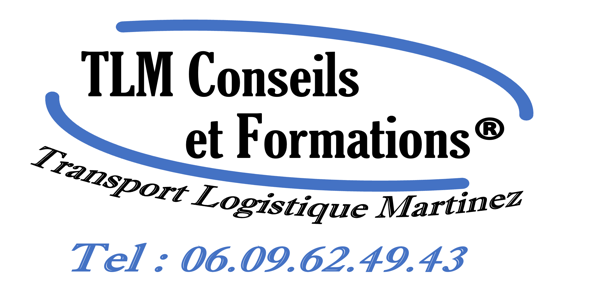 TLM Conseils
et Formations®
Transport Logistique Martinez
Tel : 06.09.62.49.43